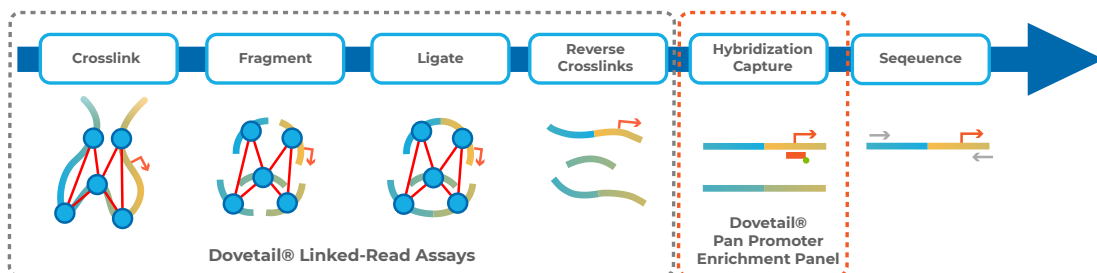 Crosslink
Fragment
Ligate
Reverse
Crosslinks
Hybridization
Capture
Seqeuence
Dovetail® Linked-Read Assays
Dovetail®
Pan Promoter
Enrichment Panel